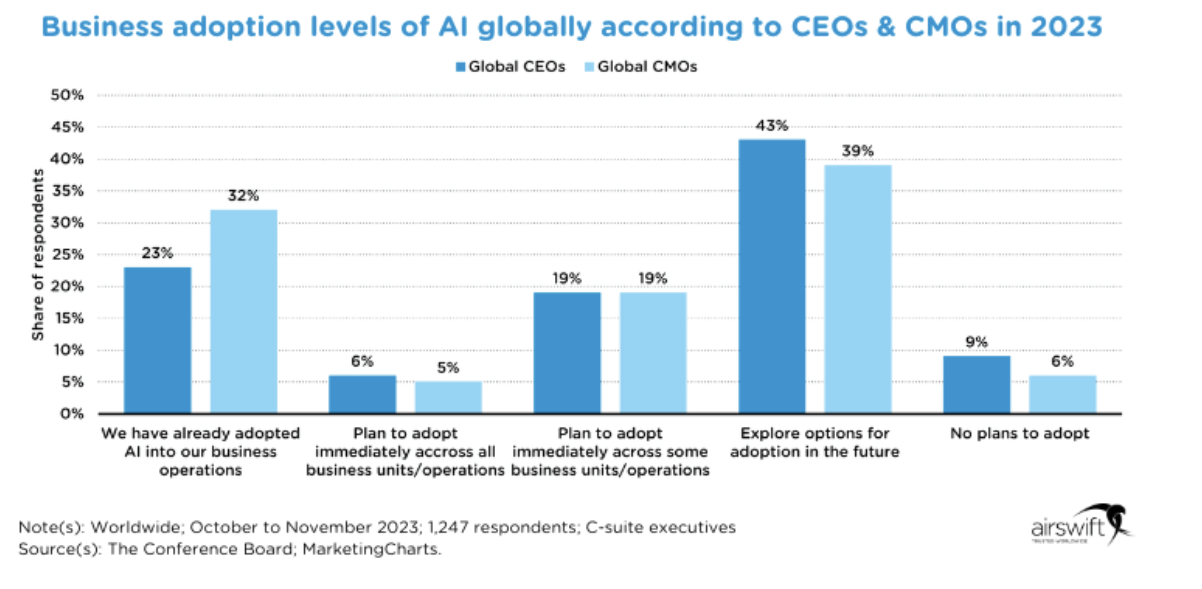 Business adoption levels of AI globally according to CEOs & CMOs in 2023
Global CEOs Global CMOs
Share of respondents
50%
45%
40%
35%
30%
25%
20%
15%
10%
5%
0%
23%
32%
6%
5%
19%
19%
43%
39%
9%
6%
We have already adopted
AI into our business
operations
Plan to adopt
immediately accross all
business units/operations
Plan to adopt
immediately across some
business units/operations
Explore options for
adoption in the future
No plans to adopt
Note(s): Worldwide; October to November 2023; 1,247 respondents; C-suite executives
Source(s): The Conference Board; MarketingCharts.
airswift
TRUSTED WORLDWIDE